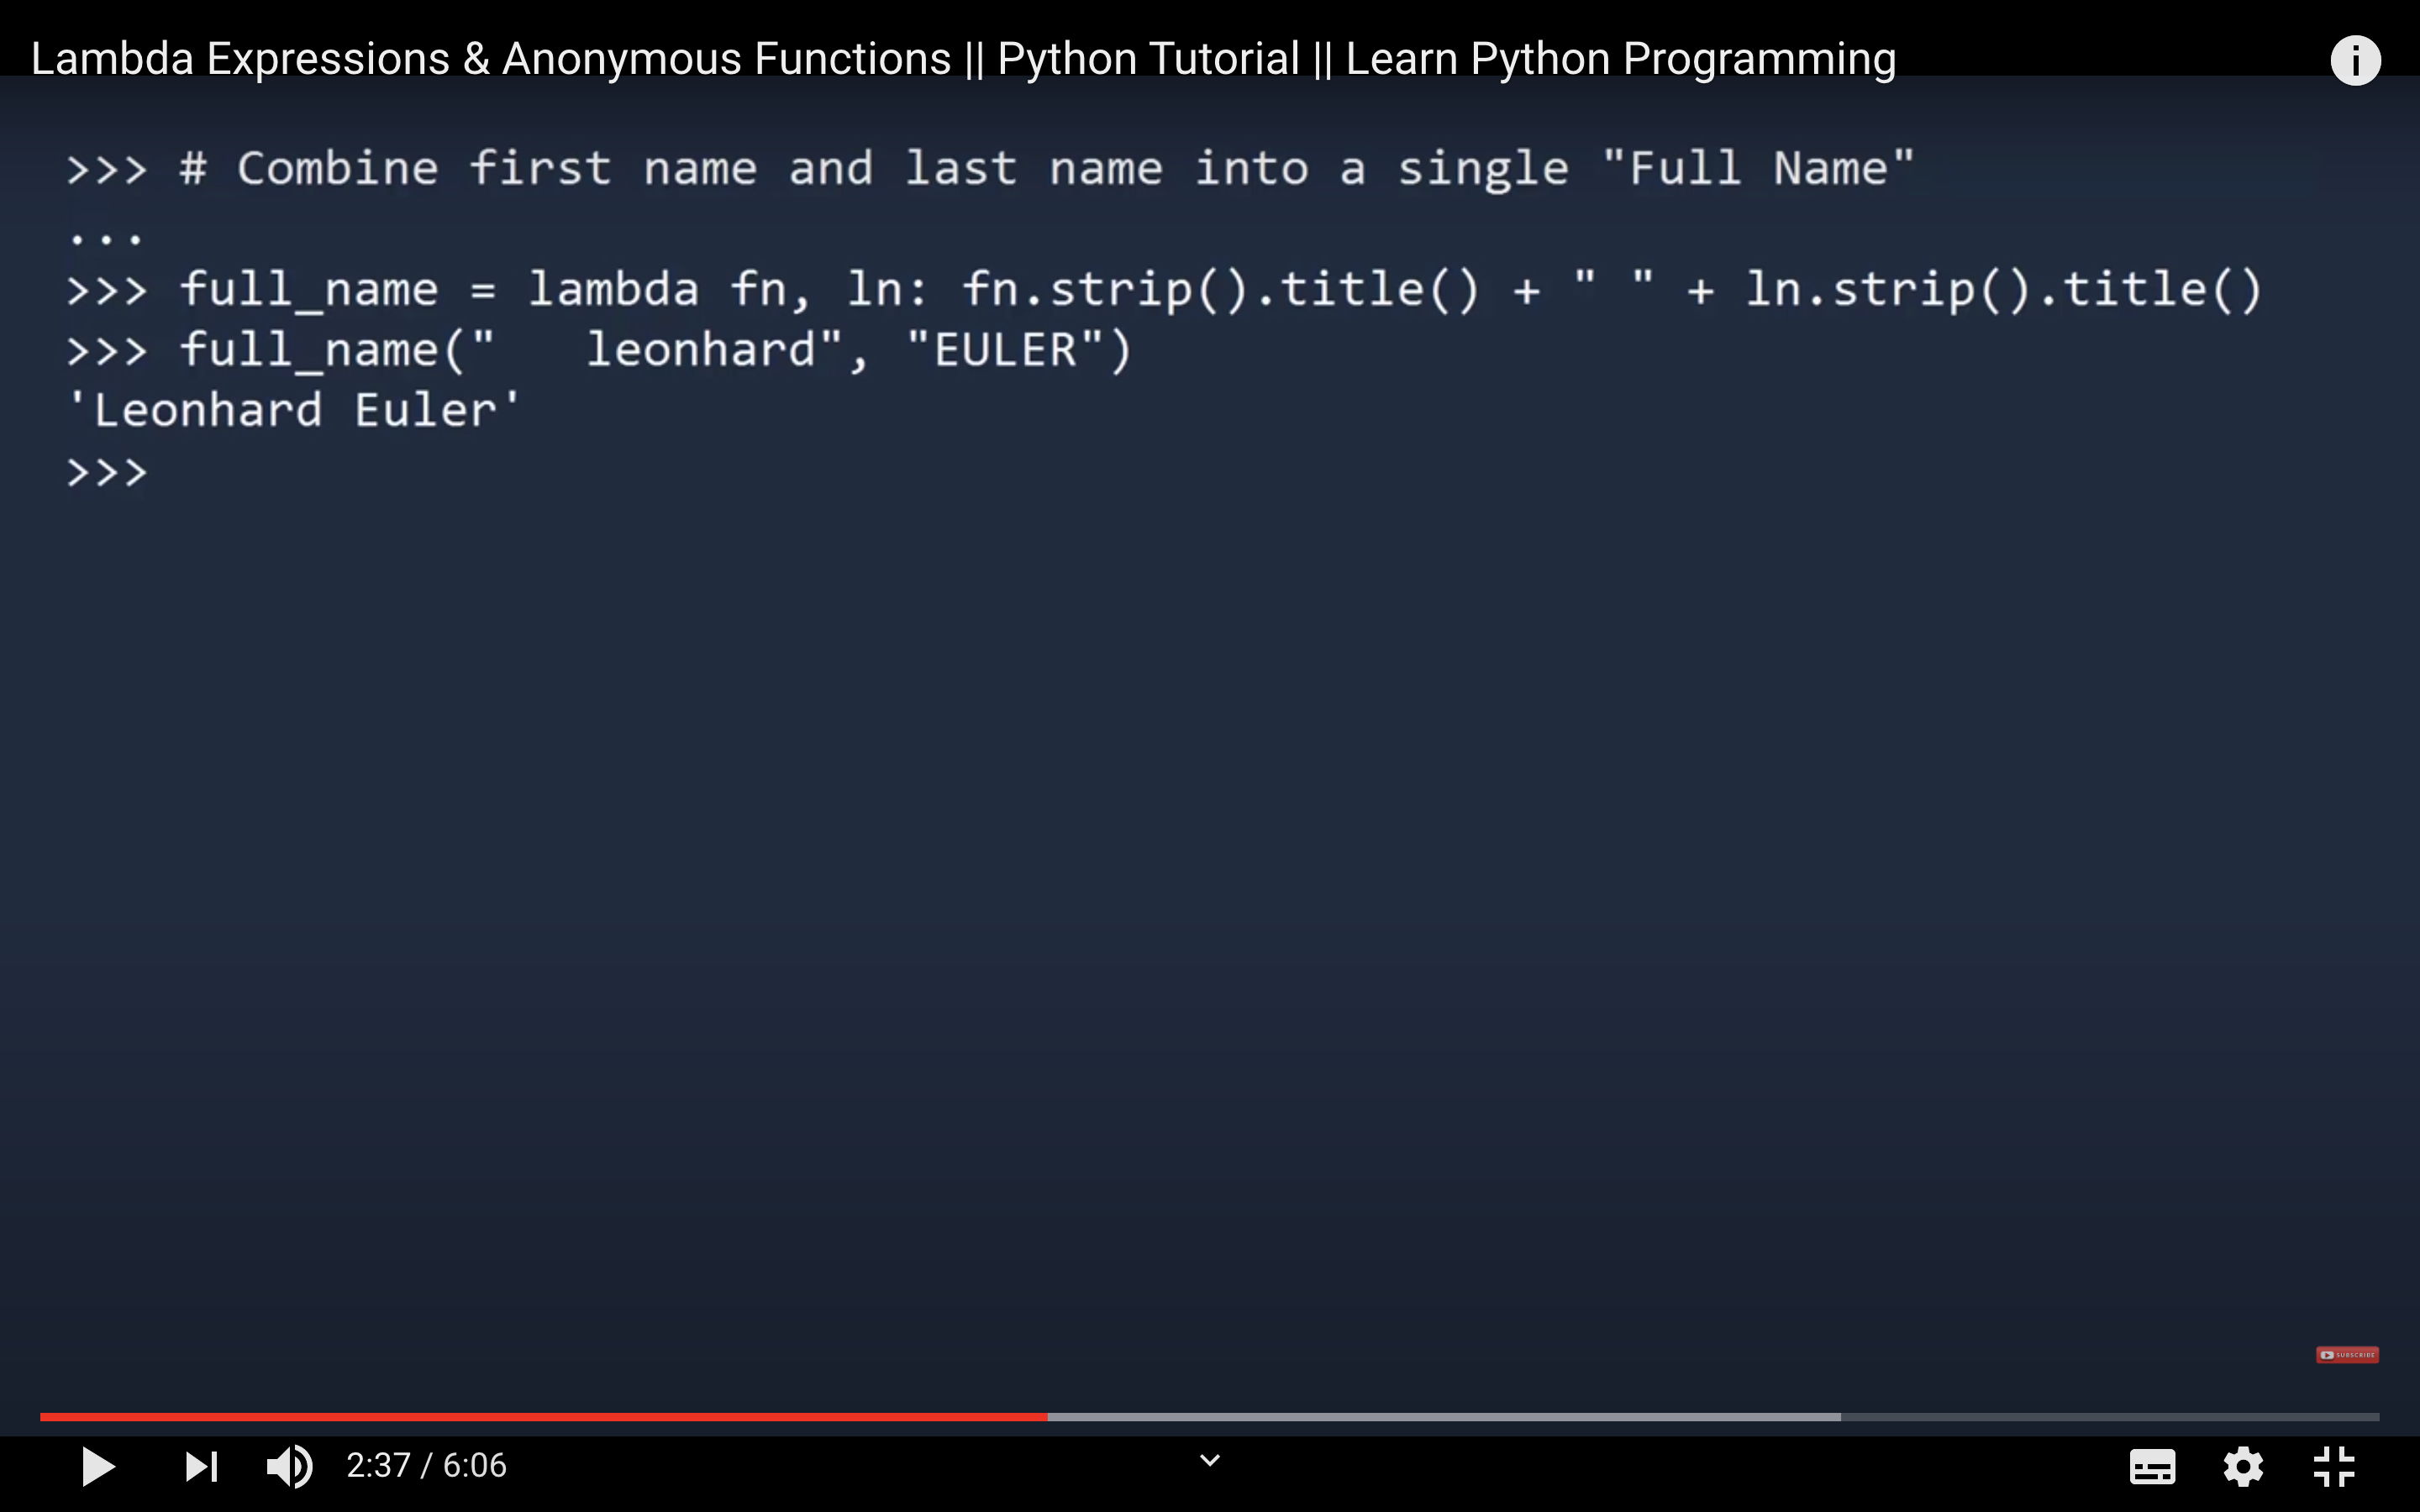 Lambda Expressions & Anonymous Functions || Python Tutorial || Learn Python Programming
>>> # Combine first name and last name into a single "Full Name"
...
>>> full_name = lambda fn, ln: fn.strip().title() + " " + ln.strip().title()
>>> full_name("   leonhard", "EULER")
'Leonhard Euler'
>>>
SUBSCRIBE
2:37 / 6:06